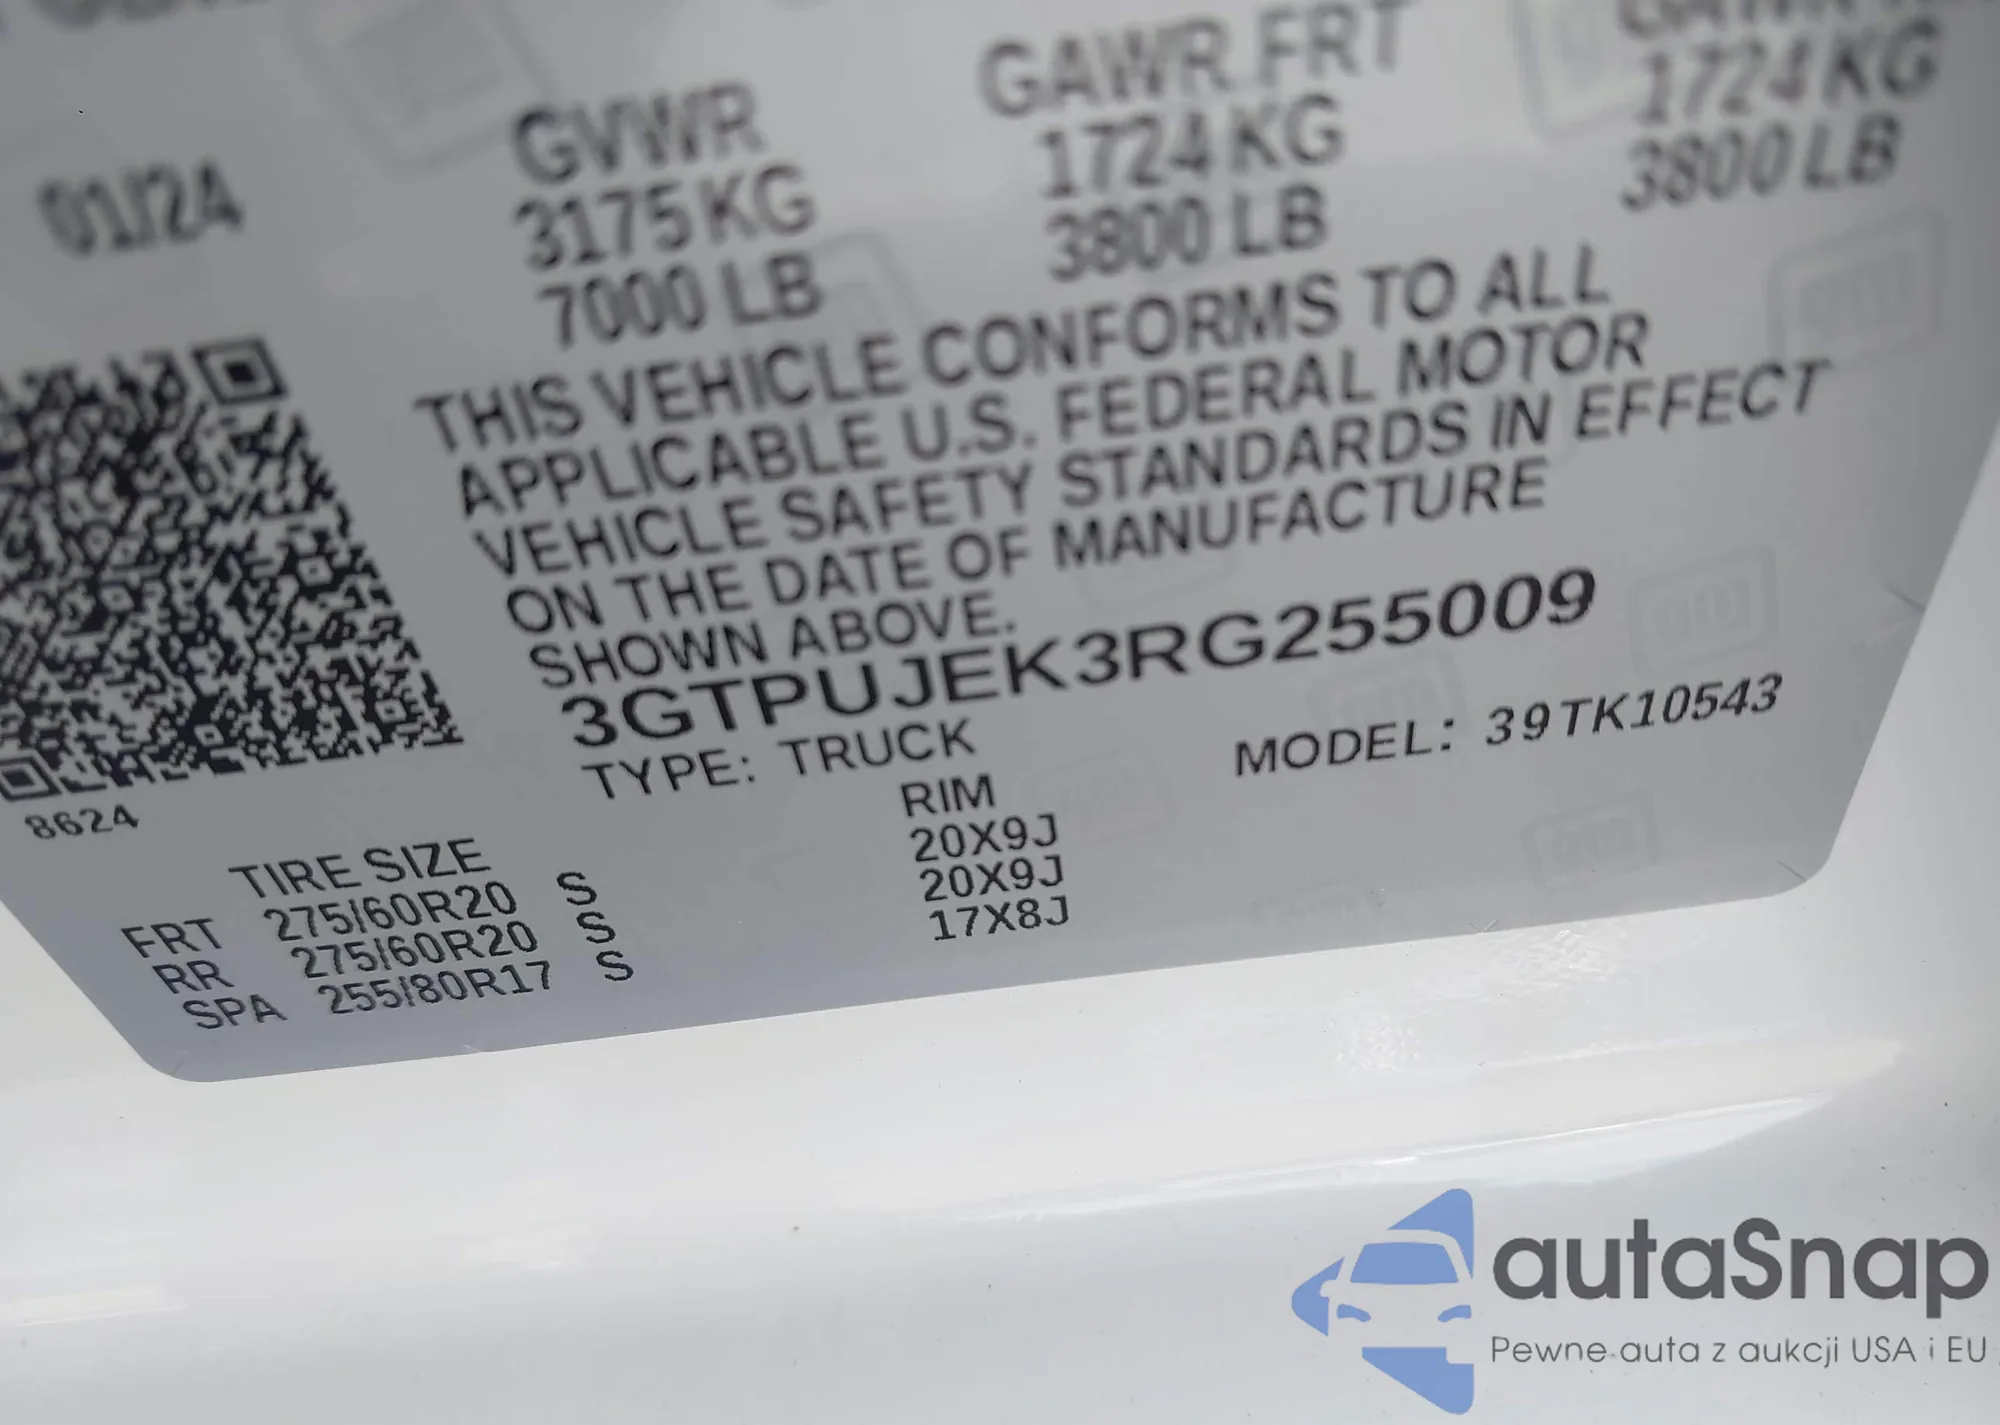 01/24
GVWR
3175 KG
7000 LB
GAWR FRT
1724 KG
3800 LB
1724 KG
3800 LB
THIS VEHICLE CONFORMS TO ALL
APPLICABLE U.S. FEDERAL MOTOR
VEHICLE SAFETY STANDARDS IN EFFECT
ON THE DATE OF MANUFACTURE
SHOWN ABOVE.
3GTPUJEK3RG255009
TYPE: TRUCK
MODEL: 39TK10543
8624
TIRE SIZE RIM
FRT 275/60R20 S 20X9J
RR 275/60R20 S 20X9J
SPA 255/80R17 S 17X8J
autaSnap
Pewne auta z aukcji USA i EU